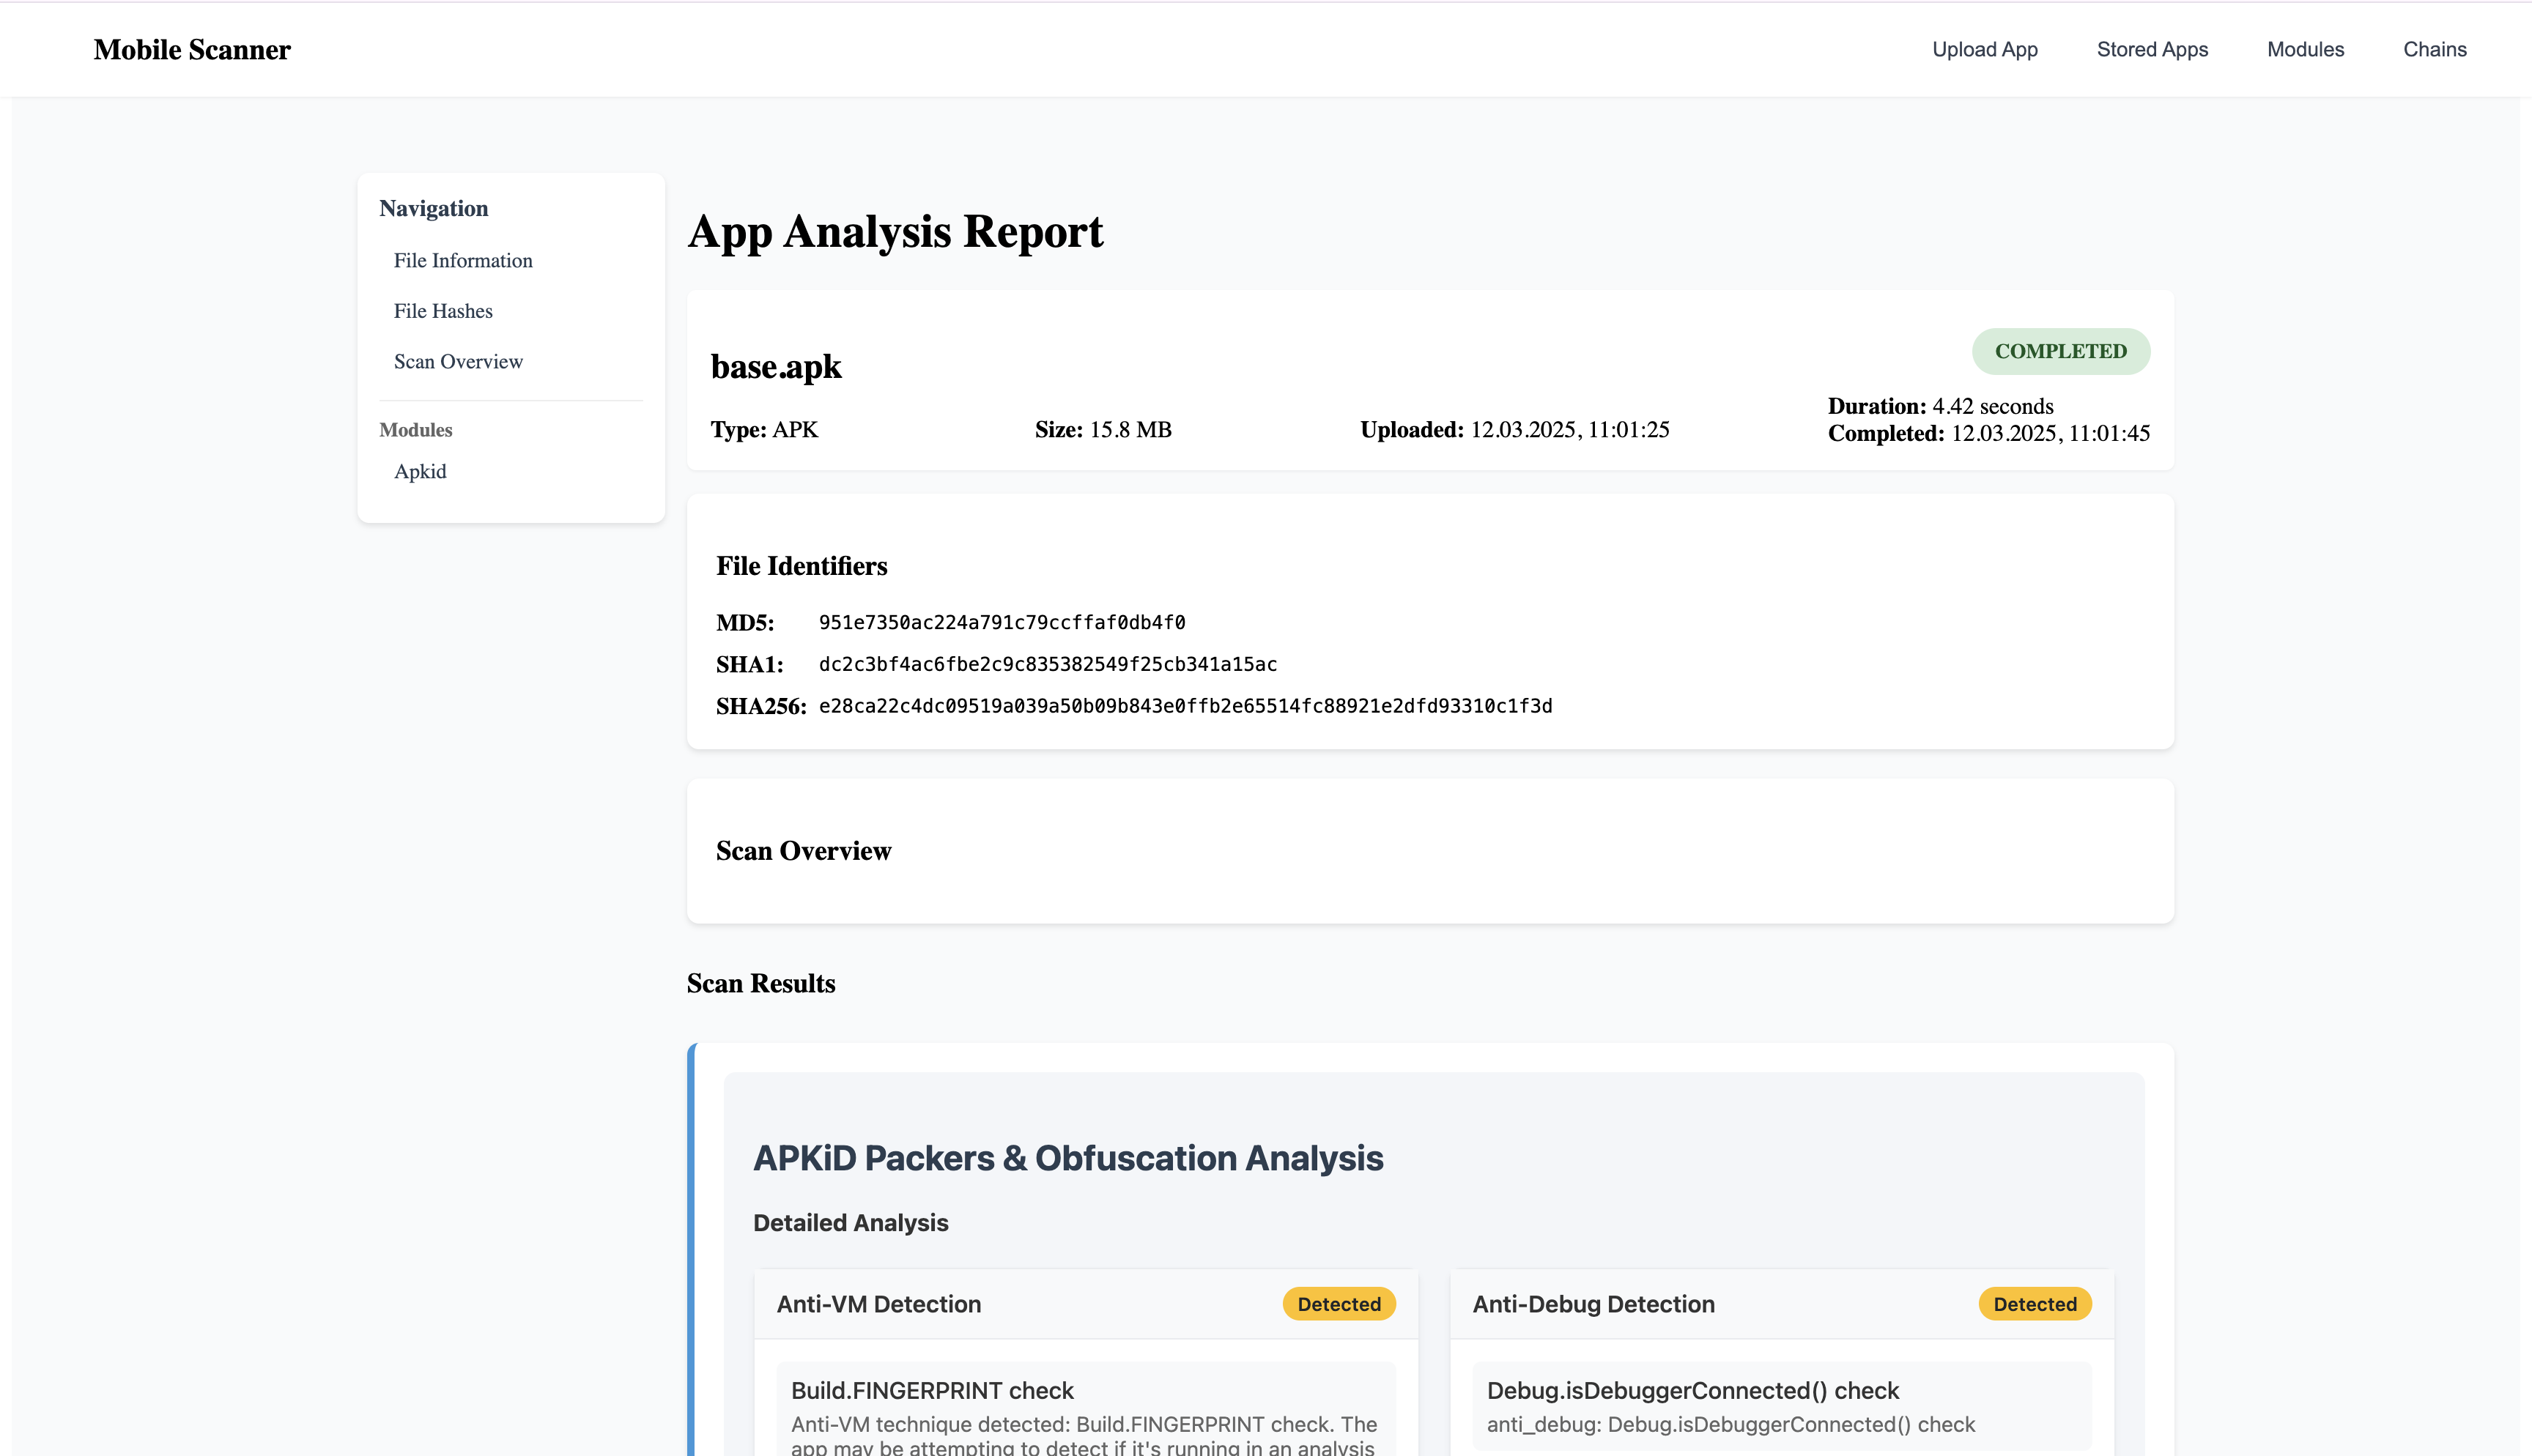 Mobile Scanner
Upload App
Stored Apps
Modules
Chains
Navigation
File Information
File Hashes
Scan Overview
Modules
Apkid
App Analysis Report
base.apk
COMPLETED
Type: APK
Size: 15.8 MB
Uploaded: 12.03.2025, 11:01:25
Duration: 4.42 seconds
Completed: 12.03.2025, 11:01:45
File Identifiers
MD5: 951e7350ac224a791c79ccffaf0db4f0
SHA1: dc2c3bf4ac6fbe2c9c835382549f25cb341a15ac
SHA256: e28ca22c4dc09519a039a50b09b843e0ffb2e65514fc88921e2dfd93310c1f3d
Scan Overview
Scan Results
APKiD Packers & Obfuscation Analysis
Detailed Analysis
Anti-VM Detection
Detected
Build.FINGERPRINT check
Anti-VM technique detected: Build.FINGERPRINT check. The
app may be attempting to detect if it's running in an analysis
Anti-Debug Detection
Detected
Debug.isDebuggerConnected() check
anti_debug: Debug.isDebuggerConnected() check